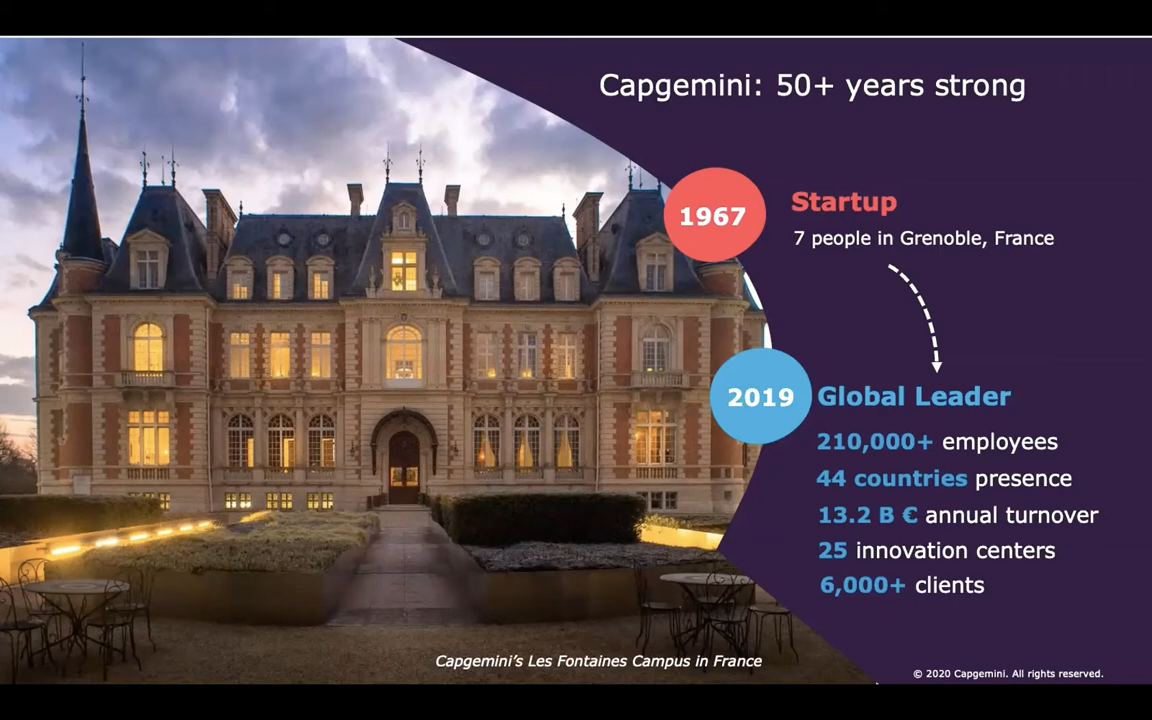 Capgemini: 50+ years strong
1967
Startup
7 people in Grenoble, France
2019
Global Leader
210,000+ employees
44 countries presence
13.2 B € annual turnover
25 innovation centers
6,000+ clients
Capgemini's Les Fontaines Campus in France
© 2020 Capgemini. All rights reserved.